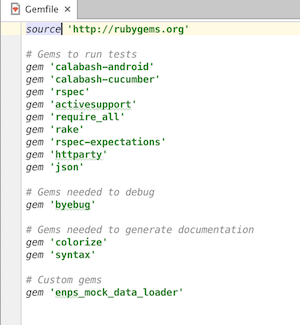 Gemfile
source 'http://rubygems.org'
# Gems to run tests
gem 'calabash-android'
gem 'calabash-cucumber'
gem 'rspec'
gem 'activesupport'
gem 'require_all'
gem 'rake'
gem 'rspec-expectations'
gem 'httparty'
gem 'json'
# Gems needed to debug
gem 'byebug'
# Gems needed to generate documentation
gem 'colorize'
gem 'syntax'
# Custom gems
gem 'enps_mock_data_loader'